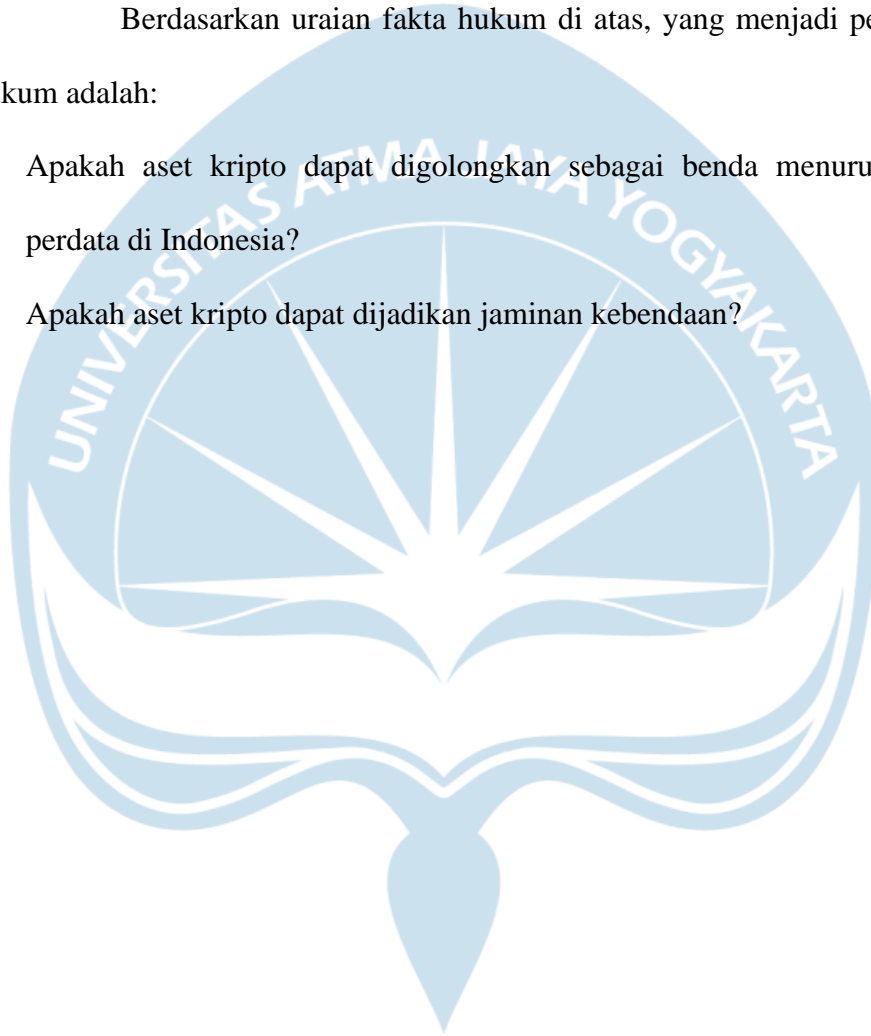 Berdasarkan uraian fakta hukum di atas, yang menjadi pe
kum adalah:
Apakah aset kripto dapat digolongkan sebagai benda menuru
perdata di Indonesia?
Apakah aset kripto dapat dijadikan jaminan kebendaan?
UNIVERSITAS ATMA JAYA YOGYAKARTA